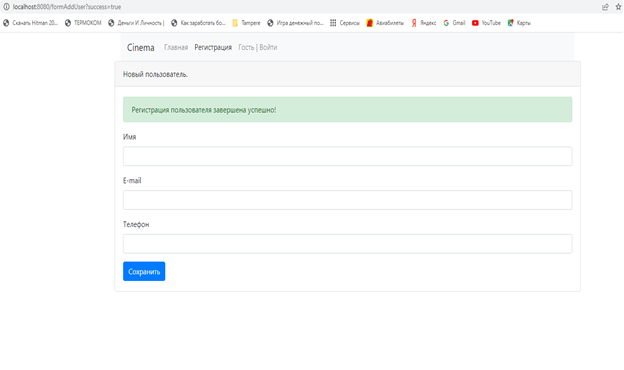 localhost:8080/formAddUser?success=true
Скачать Hitman 20... ТЕРМОКОМ Деньги И Личность | Как заработать бо... Tampere Игра денежный по... Сервисы Авиабилеты Яндекс Gmail YouTube Карты
Cinema Главная Регистрация Гость | Войти
Новый пользователь.
Регистрация пользователя завершена успешно!
Имя
E-mail
Телефон
Сохранить